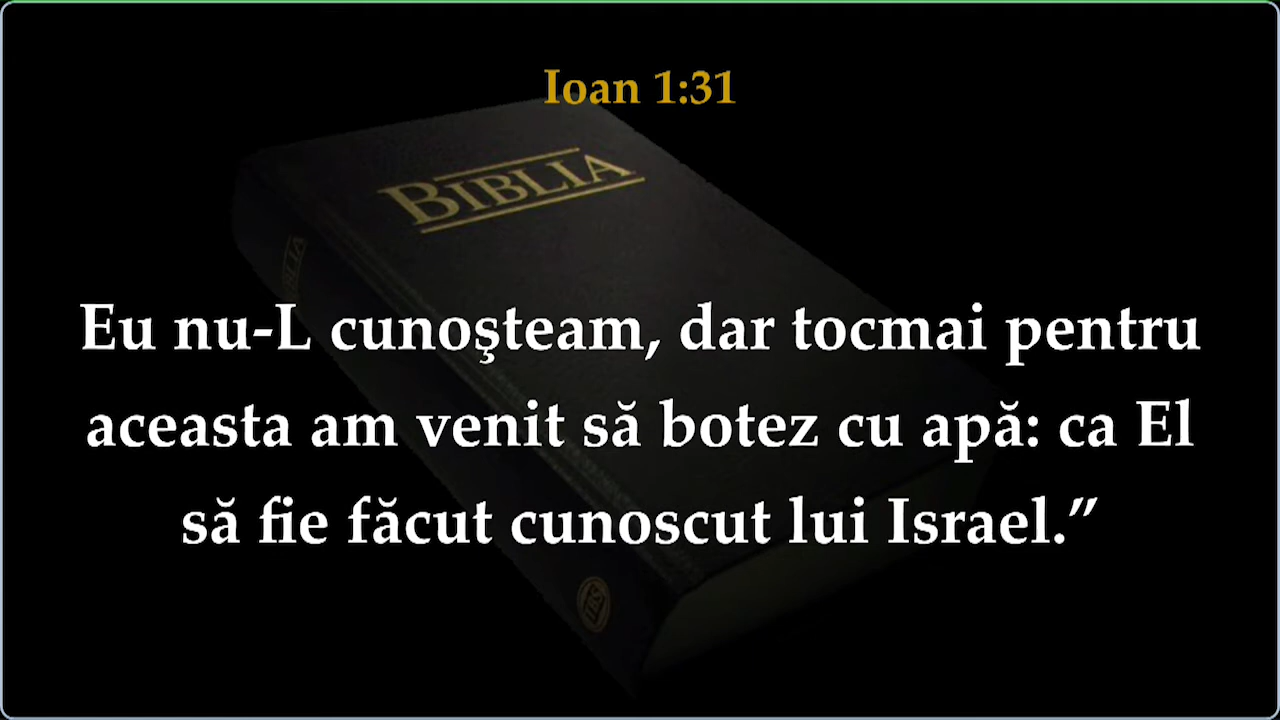 Ioan 1:31
BIBLIA
Eu nu-L cunoşteam, dar tocmai pentru
aceasta am venit să botez cu apă: ca El
să fie făcut cunoscut lui Israel.”